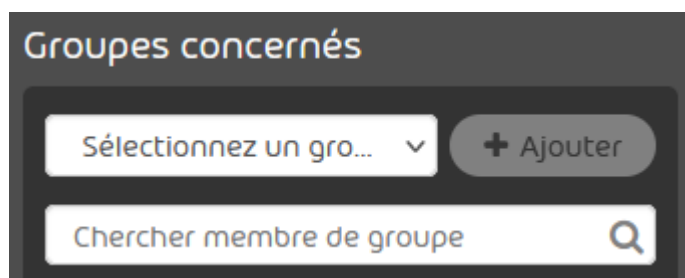 Groupes concernés
Sélectionnez un gro...
+ Ajouter
Chercher membre de groupe